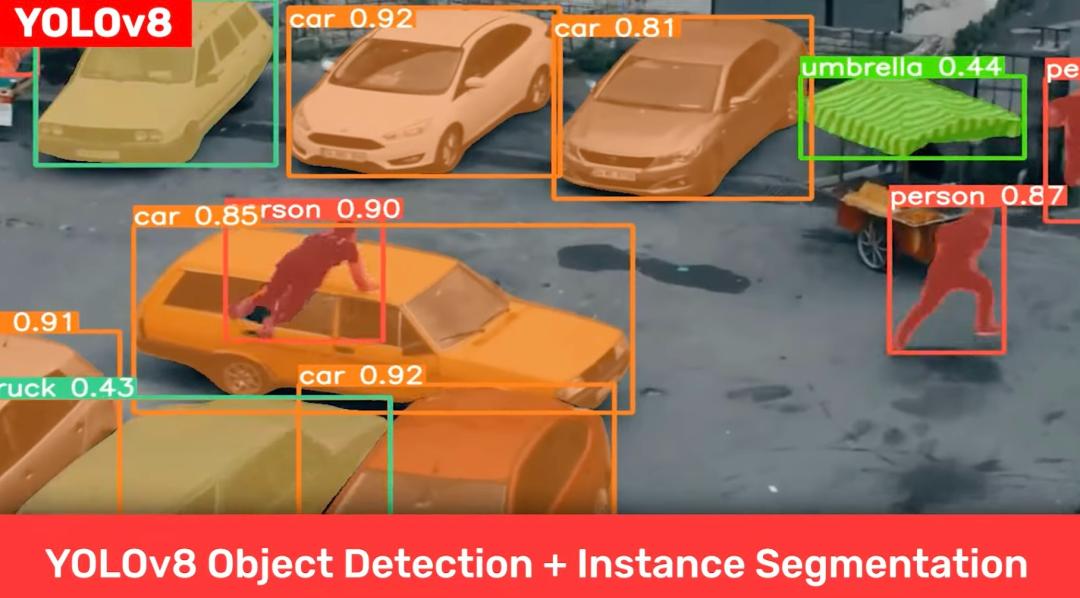 YOLOv8
car 0.92
car 0.81
umbrella 0.44
pe
person 0.87
car 0.85
rson 0.90
0.91
car 0.92
ruck 0.43
YOLOv8 Object Detection + Instance Segmentation